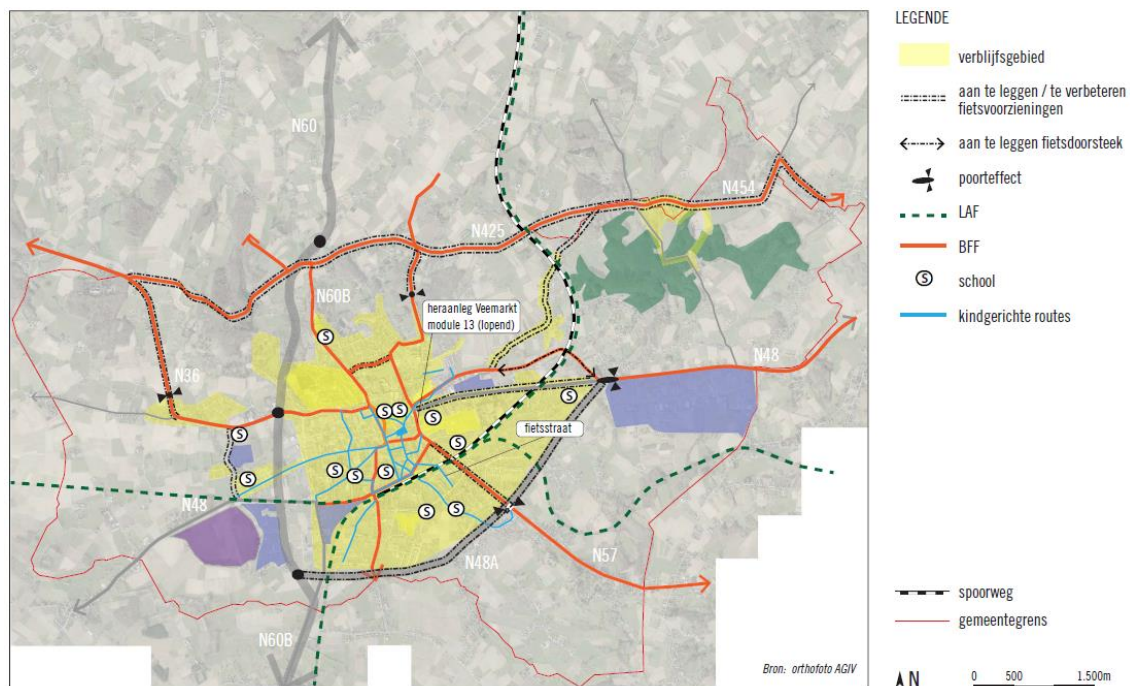 N60
N454
N425
N60B
heraanleg Veemarkt
module 13 (lopend)
N36
N48
fietsstraat
N48
N48A
N57
N60B
Bron: orthofoto AGIV
S
S
S
S
S
S
S
S
S
S
S
S
S
LEGENDE
verblijfsgebied
aan te leggen / te verbeteren
fietsvoorzieningen
aan te leggen fietsdoorsteek
poorteffect
LAF
BFF
S school
kindgerichte routes
spoorweg
gemeentegrens
N 0 500 1.500m